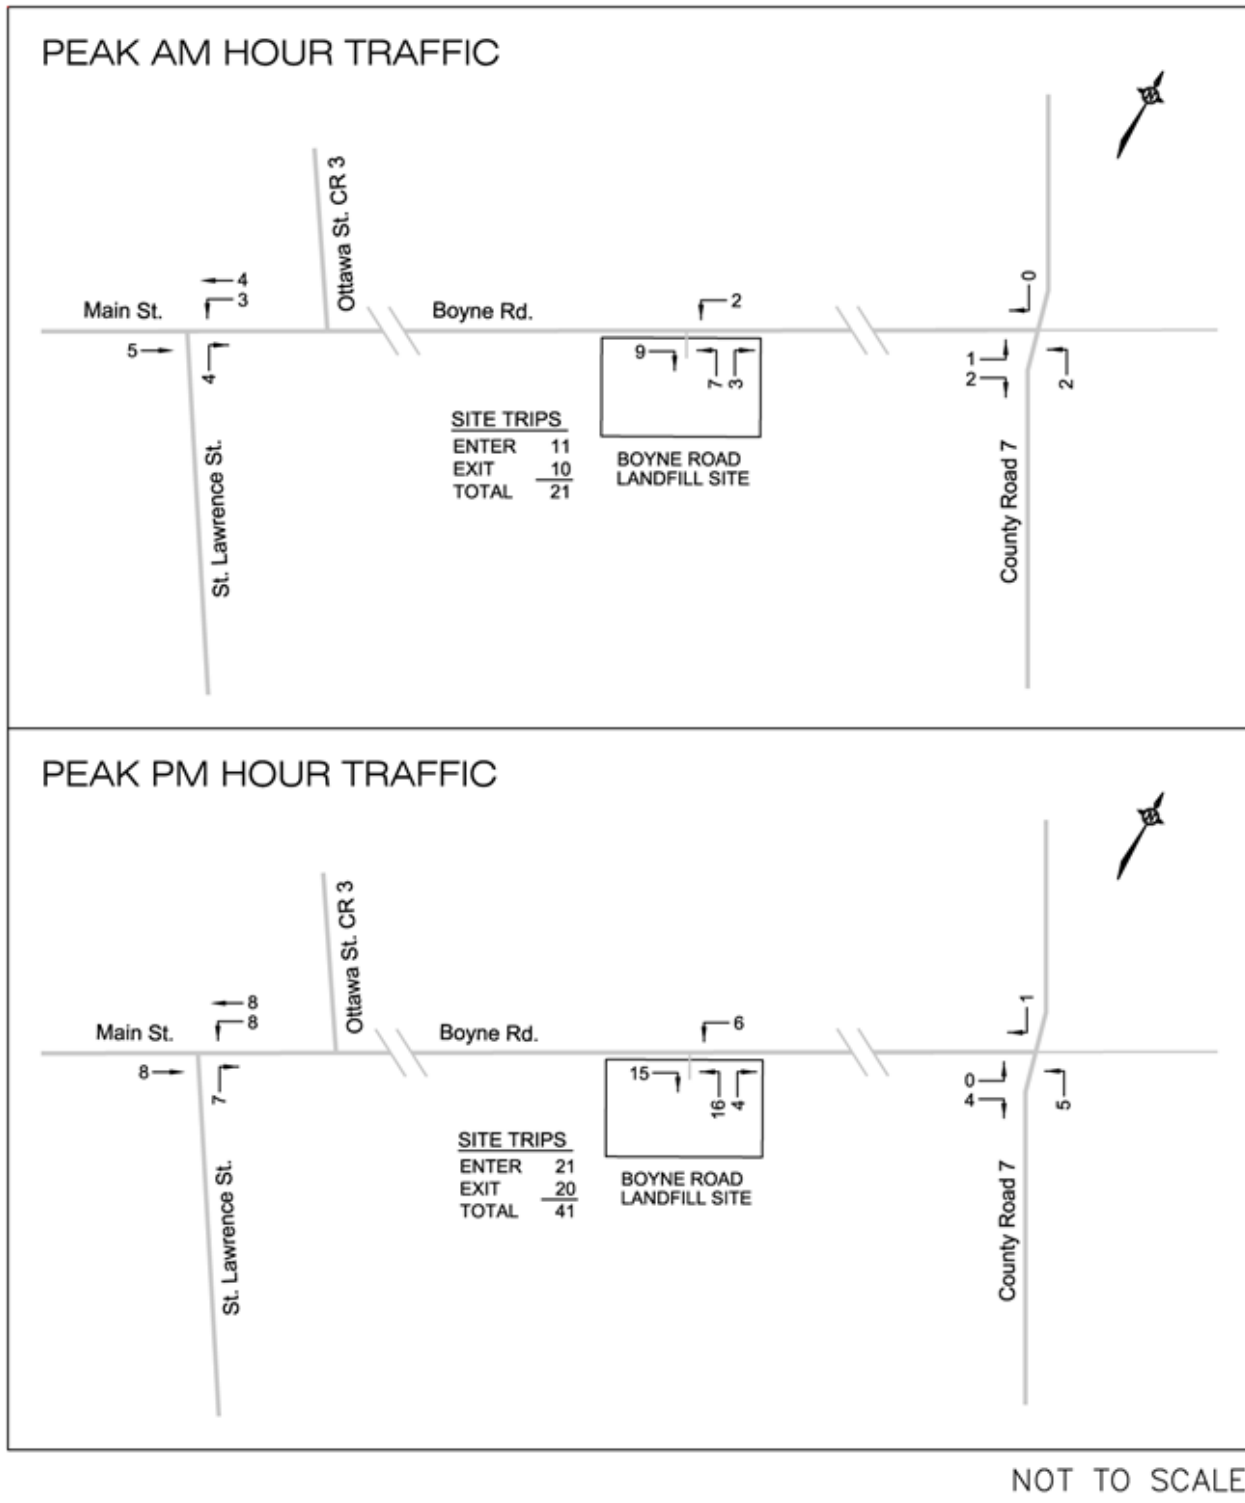 PEAK AM HOUR TRAFFIC
Ottawa St. CR 3
4
3
Main St.
Boyne Rd.
2
0
5
4
9
7
3
1
2
2
SITE TRIPS
ENTER 11
EXIT 10
TOTAL 21
BOYNE ROAD
LANDFILL SITE
St. Lawrence St.
County Road 7
PEAK PM HOUR TRAFFIC
Ottawa St. CR 3
8
8
Main St.
Boyne Rd.
6
1
8
7
15
16
4
0
4
5
SITE TRIPS
ENTER 21
EXIT 20
TOTAL 41
BOYNE ROAD
LANDFILL SITE
St. Lawrence St.
County Road 7
NOT TO SCALE